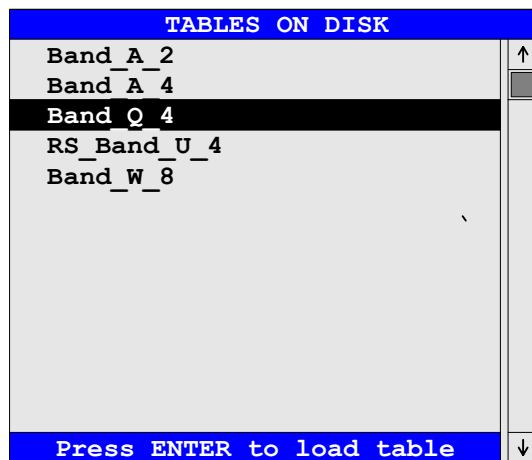 TABLES ON DISK
Band_A_2
Band_A_4
Band_Q_4
RS_Band_U_4
Band_W_8
Press ENTER to load table